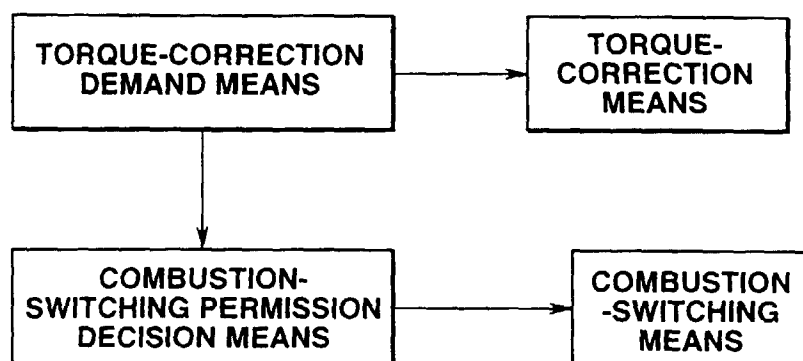 TORQUE-CORRECTION
DEMAND MEANS
TORQUE-
CORRECTION
MEANS
COMBUSTION-
SWITCHING PERMISSION
DECISION MEANS
COMBUSTION
-SWITCHING
MEANS